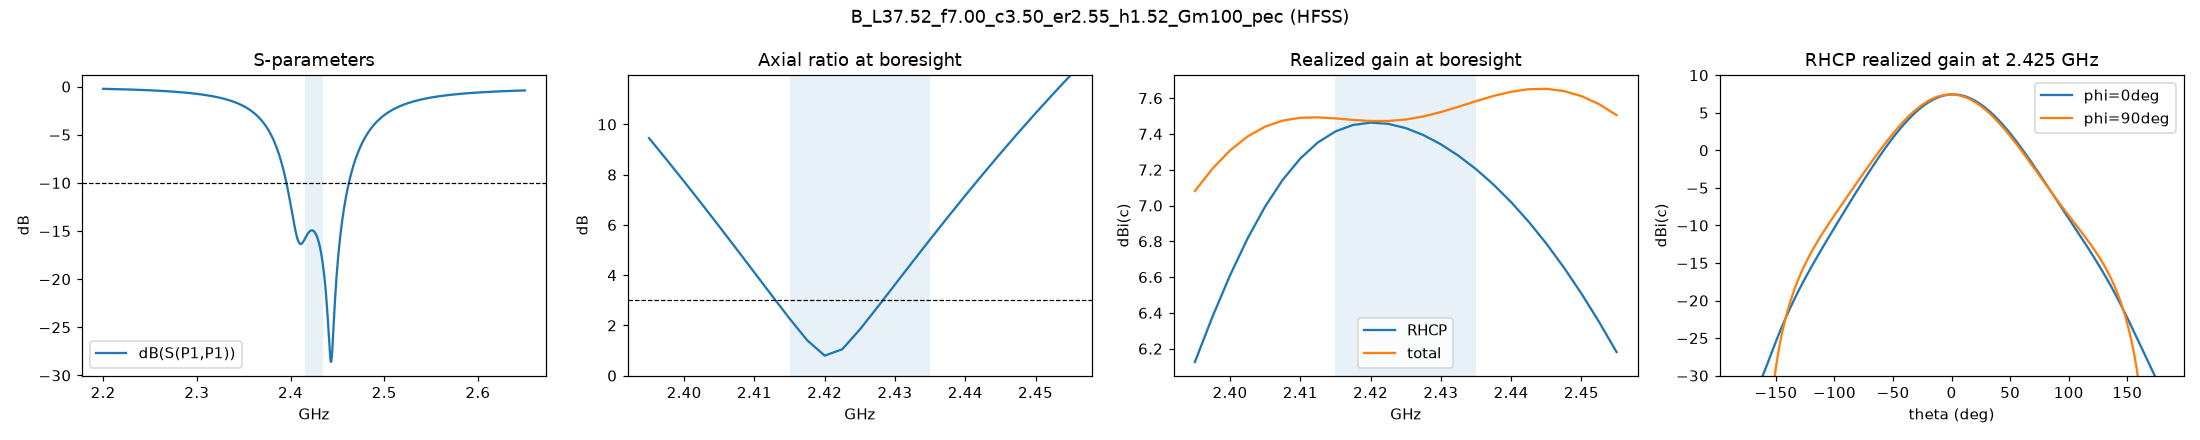 B_L37.52_f7.00_c3.50_er2.55_h1.52_Gm100_pec (HFSS)
S-parameters
dB
0
−5
−10
−15
−20
−25
−30
dB(S(P1,P1))
2.2 2.3 2.4 2.5 2.6
GHz
Axial ratio at boresight
dB
10
8
6
4
2
0
2.40 2.41 2.42 2.43 2.44 2.45
GHz
Realized gain at boresight
dBi(c)
7.6
7.4
7.2
7.0
6.8
6.6
6.4
6.2
RHCP
total
2.40 2.41 2.42 2.43 2.44 2.45
GHz
RHCP realized gain at 2.425 GHz
dBi(c)
10
5
0
−5
−10
−15
−20
−25
−30
phi=0deg
phi=90deg
−150 −100 −50 0 50 100 150
theta (deg)